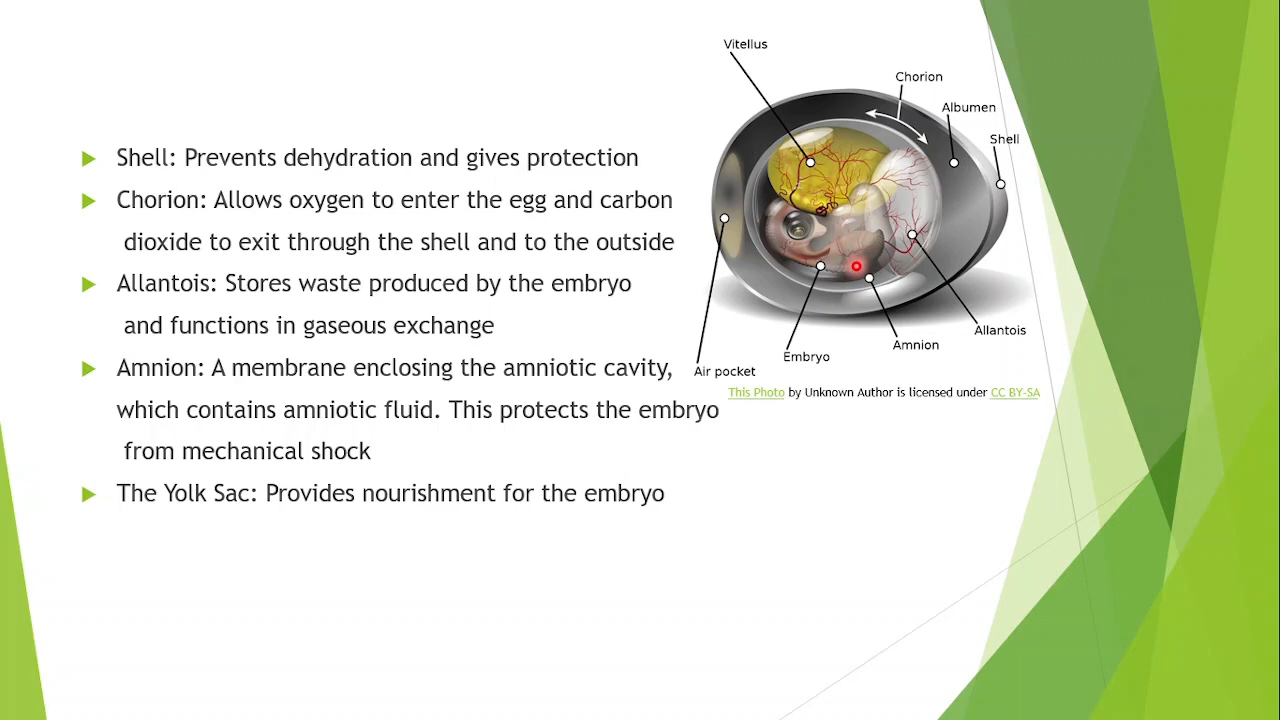 Shell: Prevents dehydration and gives protection
Chorion: Allows oxygen to enter the egg and carbon
dioxide to exit through the shell and to the outside
Allantois: Stores waste produced by the embryo
and functions in gaseous exchange
Amnion: A membrane enclosing the amniotic cavity,
which contains amniotic fluid. This protects the embryo
from mechanical shock
The Yolk Sac: Provides nourishment for the embryo
Vitellus
Chorion
Albumen
Shell
Allantois
Amnion
Embryo
Air pocket
This Photo by Unknown Author is licensed under CC BY-SA